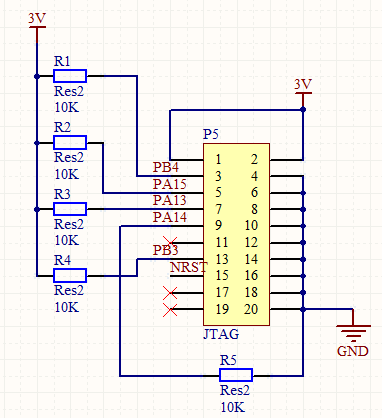 3V
R1
Res2
10K
R2
Res2
10K
R3
Res2
10K
R4
Res2
10K
3V
P5
PB4
PA15
PA13
PA14
PB3
NRST
1 2
3 4
5 6
7 8
9 10
11 12
13 14
15 16
17 18
19 20
JTAG
GND
R5
Res2
10K